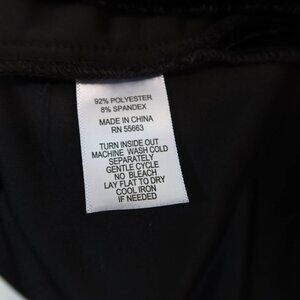 92% POLYESTER
8% SPANDEX
MADE IN CHINA
RN 55663
TURN INSIDE OUT
MACHINE WASH COLD
SEPARATELY
GENTLE CYCLE
NO BLEACH
LAY FLAT TO DRY
COOL IRON
IF NEEDED